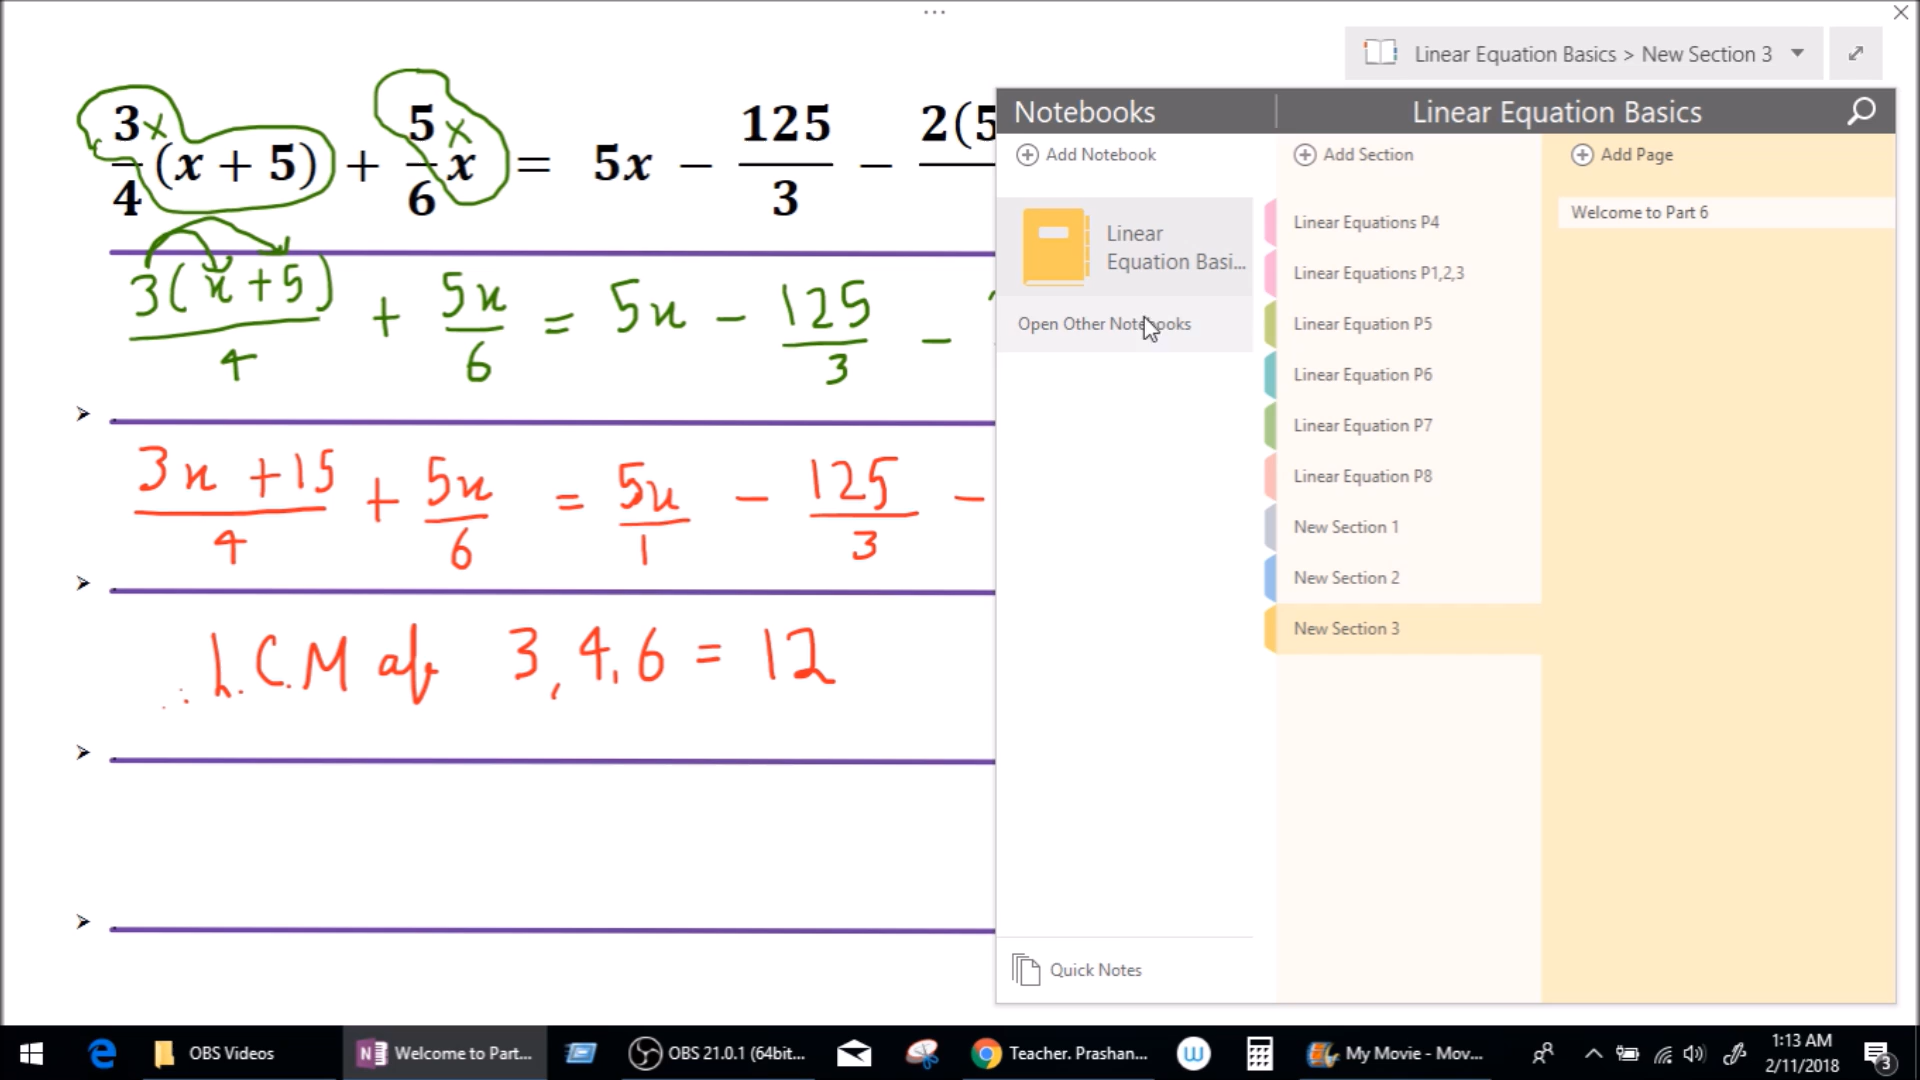 Linear Equation Basics > New Section 3
3/4 x (x + 5) + 5/6 x x = 5x − 125/3 − 2(5
3(x+5)/4 + 5x/6 = 5x − 125/3 −
3x+15/4 + 5x/6 = 5x/1 − 125/3 −
L.C.M of 3,4,6 = 12
Notebooks
Linear Equation Basics
Add Notebook
Add Section
Add Page
Linear
Equation Basi...
Open Other Notebooks
Linear Equations P4
Linear Equations P1,2,3
Linear Equation P5
Linear Equation P6
Linear Equation P7
Linear Equation P8
New Section 1
New Section 2
New Section 3
Welcome to Part 6
Quick Notes
OBS Videos
Welcome to Part...
OBS 21.0.1 (64bit...
Teacher. Prashan...
My Movie - Mov...
1:13 AM
2/11/2018
3